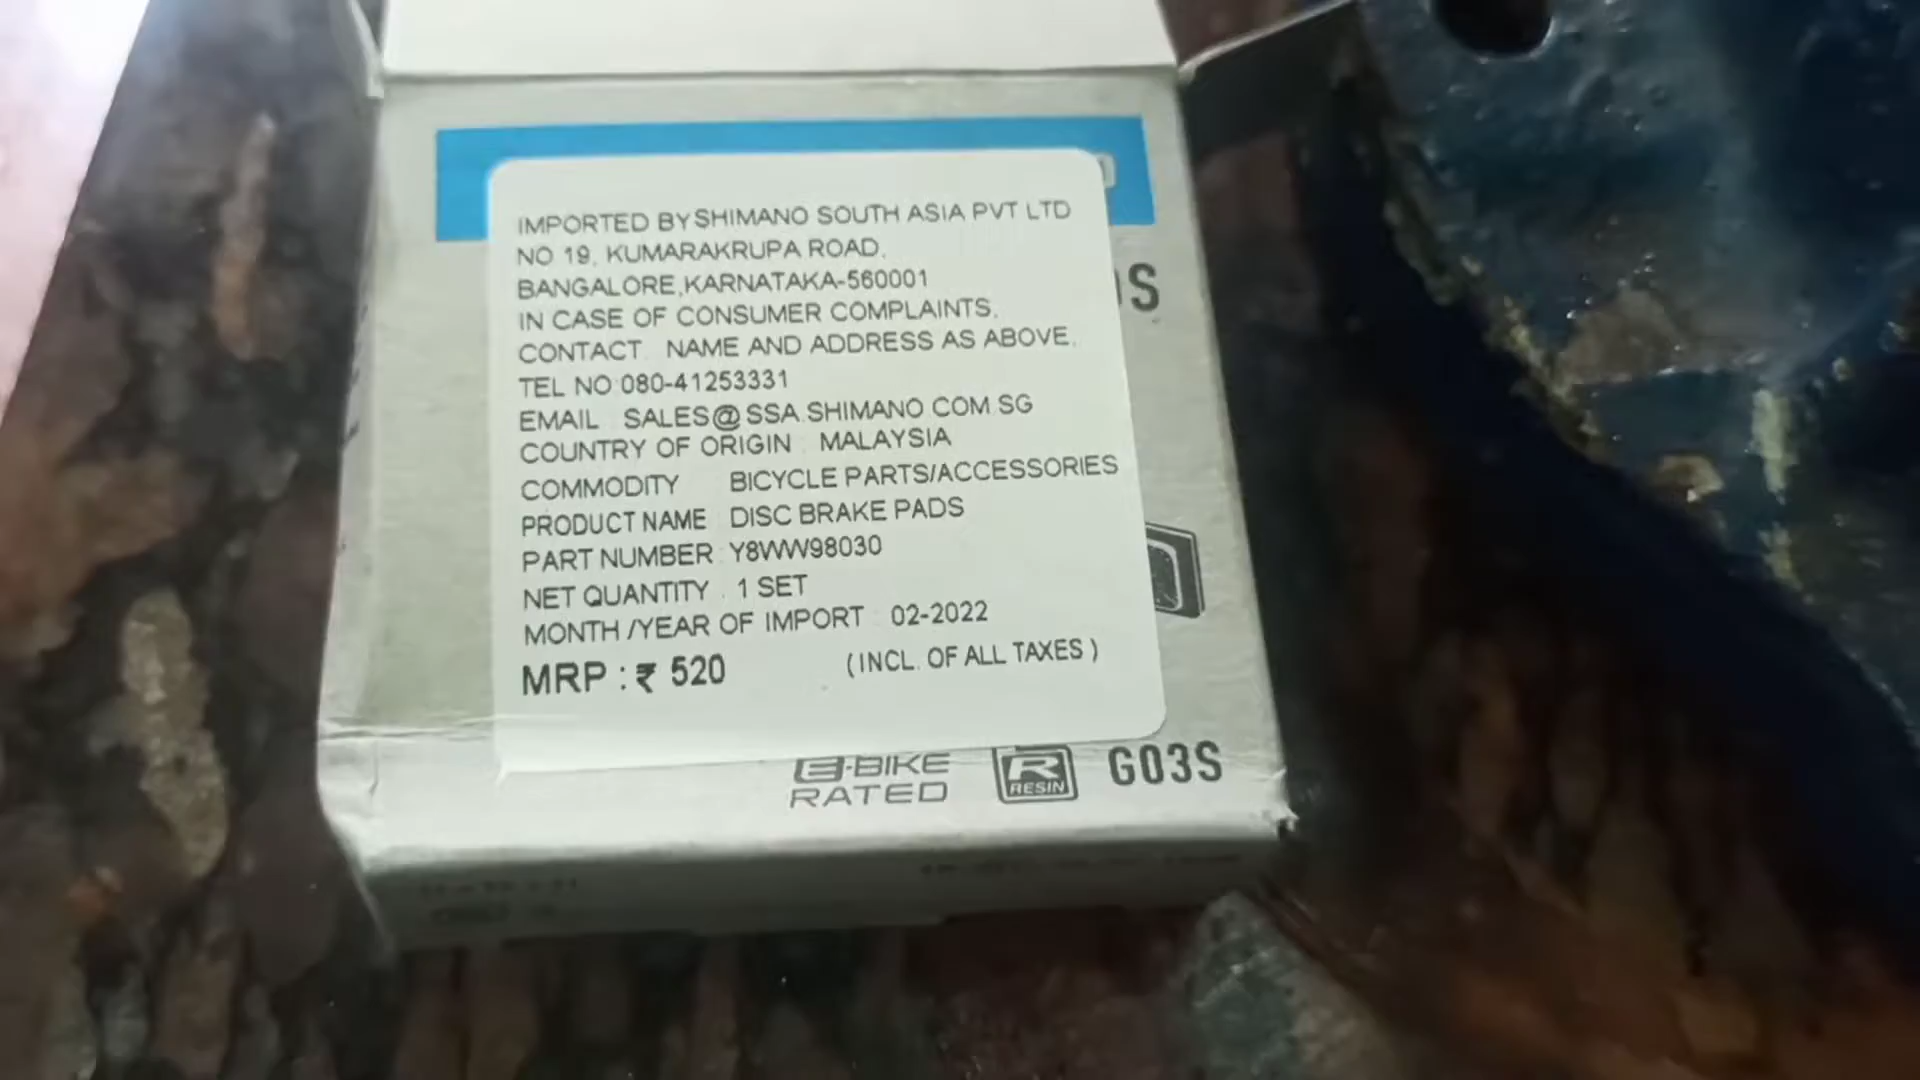 IMPORTED BY SHIMANO SOUTH ASIA PVT LTD
NO 19, KUMARAKRUPA ROAD,
BANGALORE,KARNATAKA-560001
IN CASE OF CONSUMER COMPLAINTS,
CONTACT NAME AND ADDRESS AS ABOVE,
TEL NO:080-41253331
EMAIL : SALES@SSA.SHIMANO.COM.SG
COUNTRY OF ORIGIN : MALAYSIA
COMMODITY BICYCLE PARTS/ACCESSORIES
PRODUCT NAME : DISC BRAKE PADS
PART NUMBER : Y8WW98030
NET QUANTITY : 1 SET
MONTH /YEAR OF IMPORT : 02-2022
MRP : ₹ 520 (INCL. OF ALL TAXES )
S
E-BIKE
RATED
R
RESIN
G03S